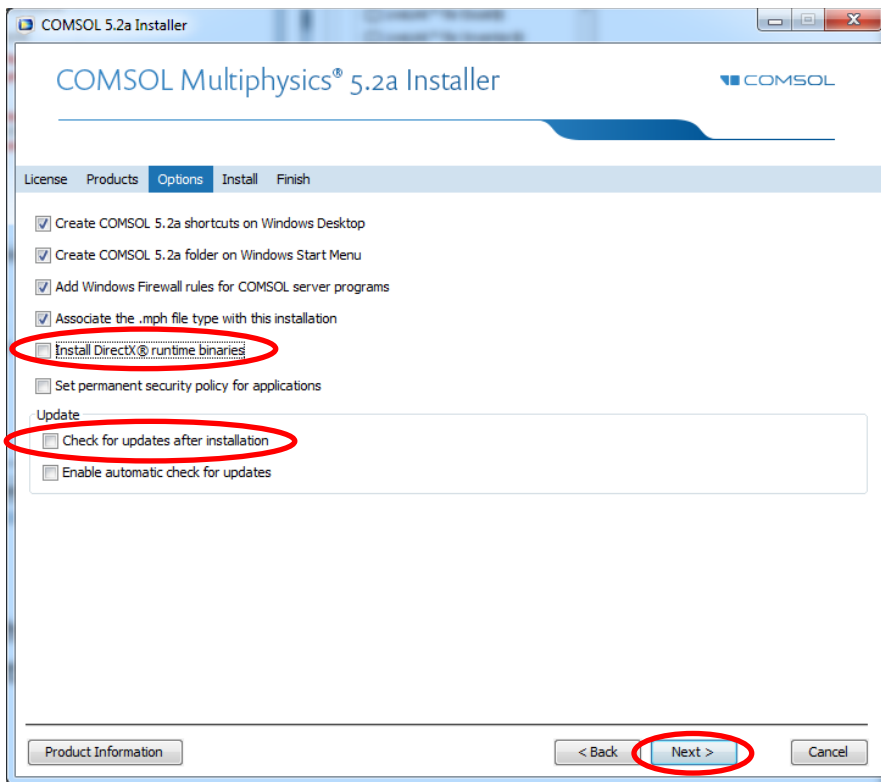 COMSOL 5.2a Installer
COMSOL Multiphysics® 5.2a Installer
COMSOL
License Products Options Install Finish
Create COMSOL 5.2a shortcuts on Windows Desktop
Create COMSOL 5.2a folder on Windows Start Menu
Add Windows Firewall rules for COMSOL server programs
Associate the .mph file type with this installation
Install DirectX® runtime binaries
Set permanent security policy for applications
Update
Check for updates after installation
Enable automatic check for updates
Product Information < Back Next > Cancel